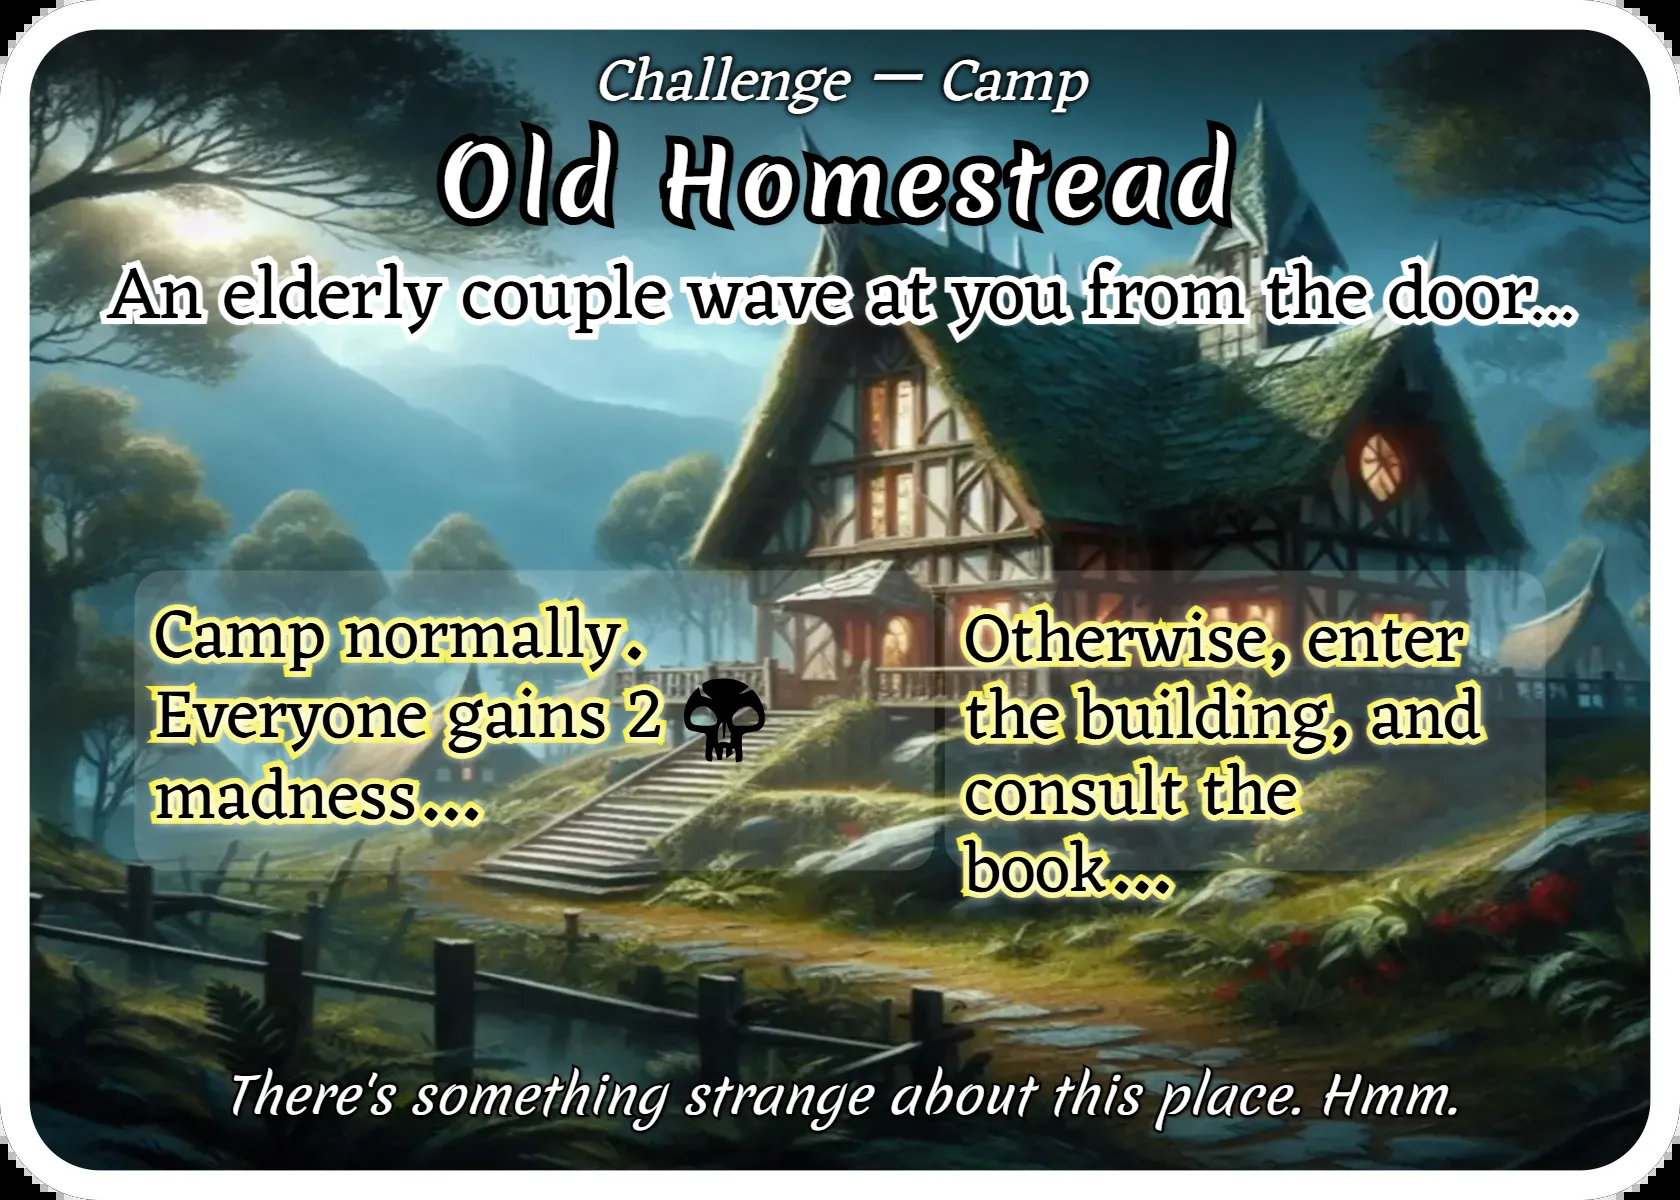 Challenge — Camp
Old Homestead
An elderly couple wave at you from the door...
Camp normally.
Everyone gains 2
madness...
Otherwise, enter
the building, and
consult the
book...
There's something strange about this place. Hmm.